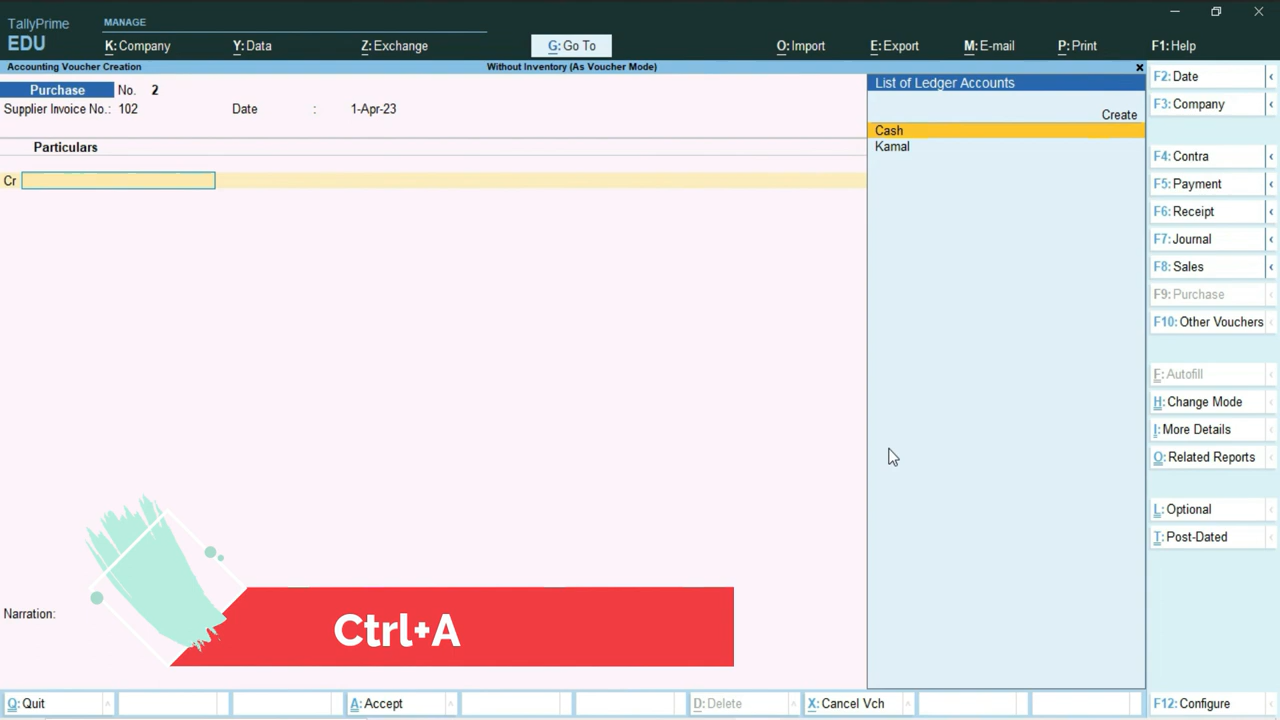 TallyPrime
EDU
MANAGE
K: Company
Y: Data
Z: Exchange
G: Go To
O: Import
E: Export
M: E-mail
P: Print
F1: Help
Accounting Voucher Creation
Without Inventory (As Voucher Mode)
Purchase No. 2
Supplier Invoice No.: 102 Date : 1-Apr-23
Particulars
Cr
List of Ledger Accounts
Create
Cash
Kamal
F2: Date
F3: Company
F4: Contra
F5: Payment
F6: Receipt
F7: Journal
F8: Sales
F9: Purchase
F10: Other Vouchers
F: Autofill
H: Change Mode
I: More Details
O: Related Reports
L: Optional
T: Post-Dated
Narration:
Ctrl+A
Q: Quit
A: Accept
D: Delete
X: Cancel Vch
F12: Configure